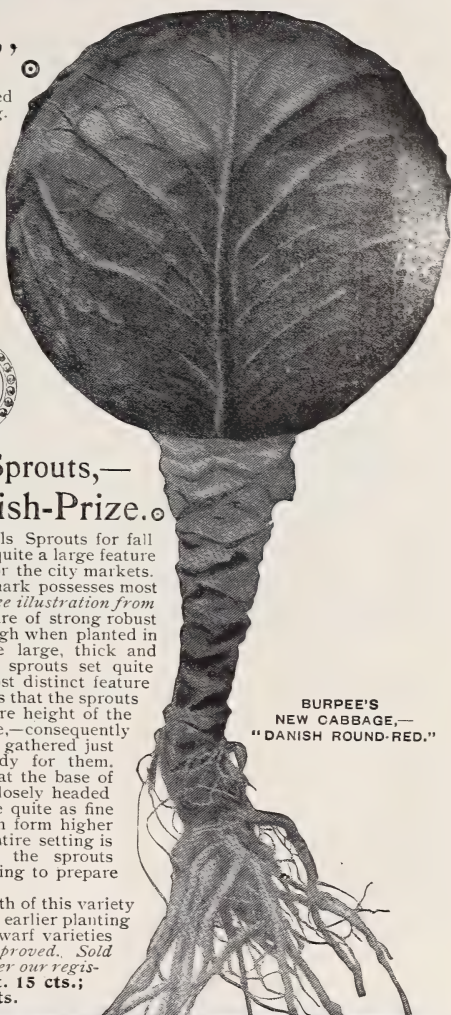 ”
ed
g.
Sprouts,—
ish-Prize.
ls Sprouts for fall
quite a large feature
r the city markets.
nark possesses most
ee illustration from
re of strong robust
gh when planted in
e large, thick and
sprouts set quite
st distinct feature
s that the sprouts
re height of the
e,—consequently
gathered just
dy for them.
at the base of
losely headed
e quite as fine
n form higher
ntire setting is
the sprouts
ing to prepare
th of this variety
earlier planting
warf varieties
proved. Sold
er our regis-
t. 15 cts.;
ts.
BURPEE'S
NEW CABBAGE,—
"DANISH ROUND-RED."